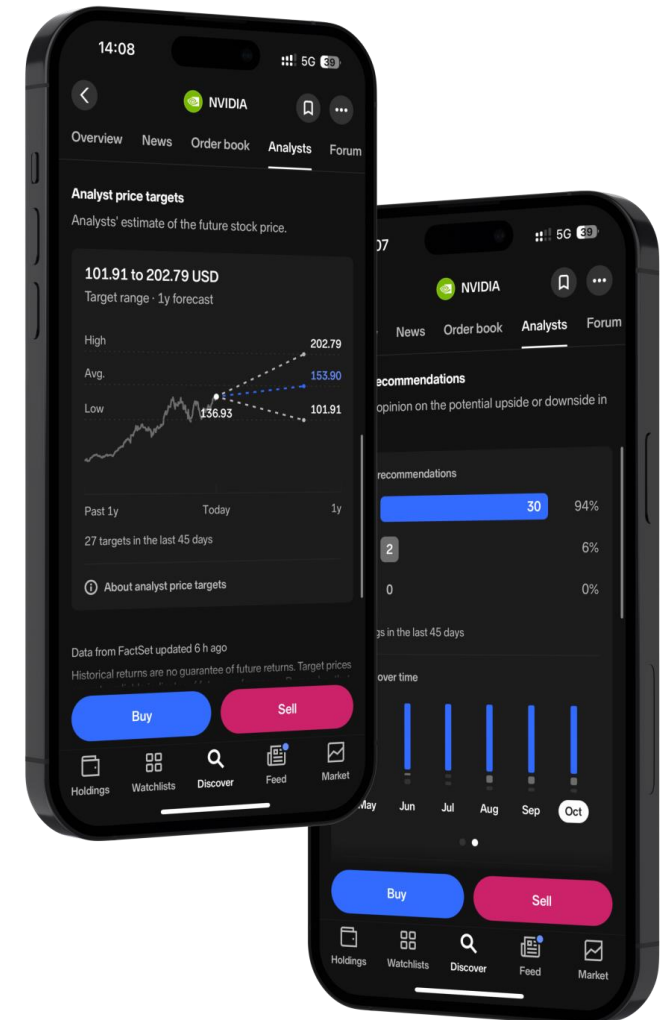 14:08
5G 39
NVIDIA
Overview News Order book Analysts Forum
Analyst price targets
Analysts' estimate of the future stock price.
101.91 to 202.79 USD
Target range · 1y forecast
High
202.79
Avg.
153.90
Low
136.93
101.91
Past 1y Today 1y
27 targets in the last 45 days
About analyst price targets
Data from FactSet updated 6 h ago
Historical returns are no guarantee of future returns. Target prices
Buy Sell
Holdings Watchlists Discover Feed Market
07
5G 39
NVIDIA
News Order book Analysts Forum
ecommendations
opinion on the potential upside or downside in
recommendations
30 94%
2 6%
0 0%
gs in the last 45 days
over time
May Jun Jul Aug Sep Oct
Buy Sell
Holdings Watchlists Discover Feed Market